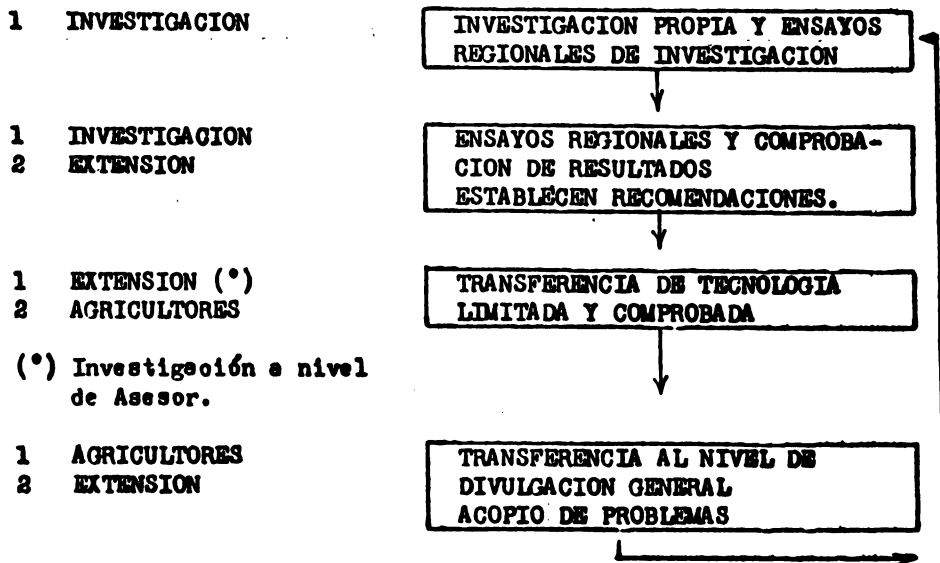 1 INVESTIGACION
INVESTIGACION PROPIA Y ENSAYOS
REGIONALES DE INVESTIGACIÓN
1 INVESTIGACION
2 EXTENSION
ENSAYOS REGIONALES Y COMPROBA-
CION DE RESULTADOS
ESTABLECEN RECOMENDACIONES.
1 EXTENSION (°)
2 AGRICULTORES
TRANSFERENCIA DE TECNOLOGIA
LIMITADA Y COMPROBADA
(°) Investigación a nivel
de Asesor.
1 AGRICULTORES
2 EXTENSION
TRANSFERENCIA AL NIVEL DE
DIVULGACION GENERAL
ACOPIO DE PROBLEMAS